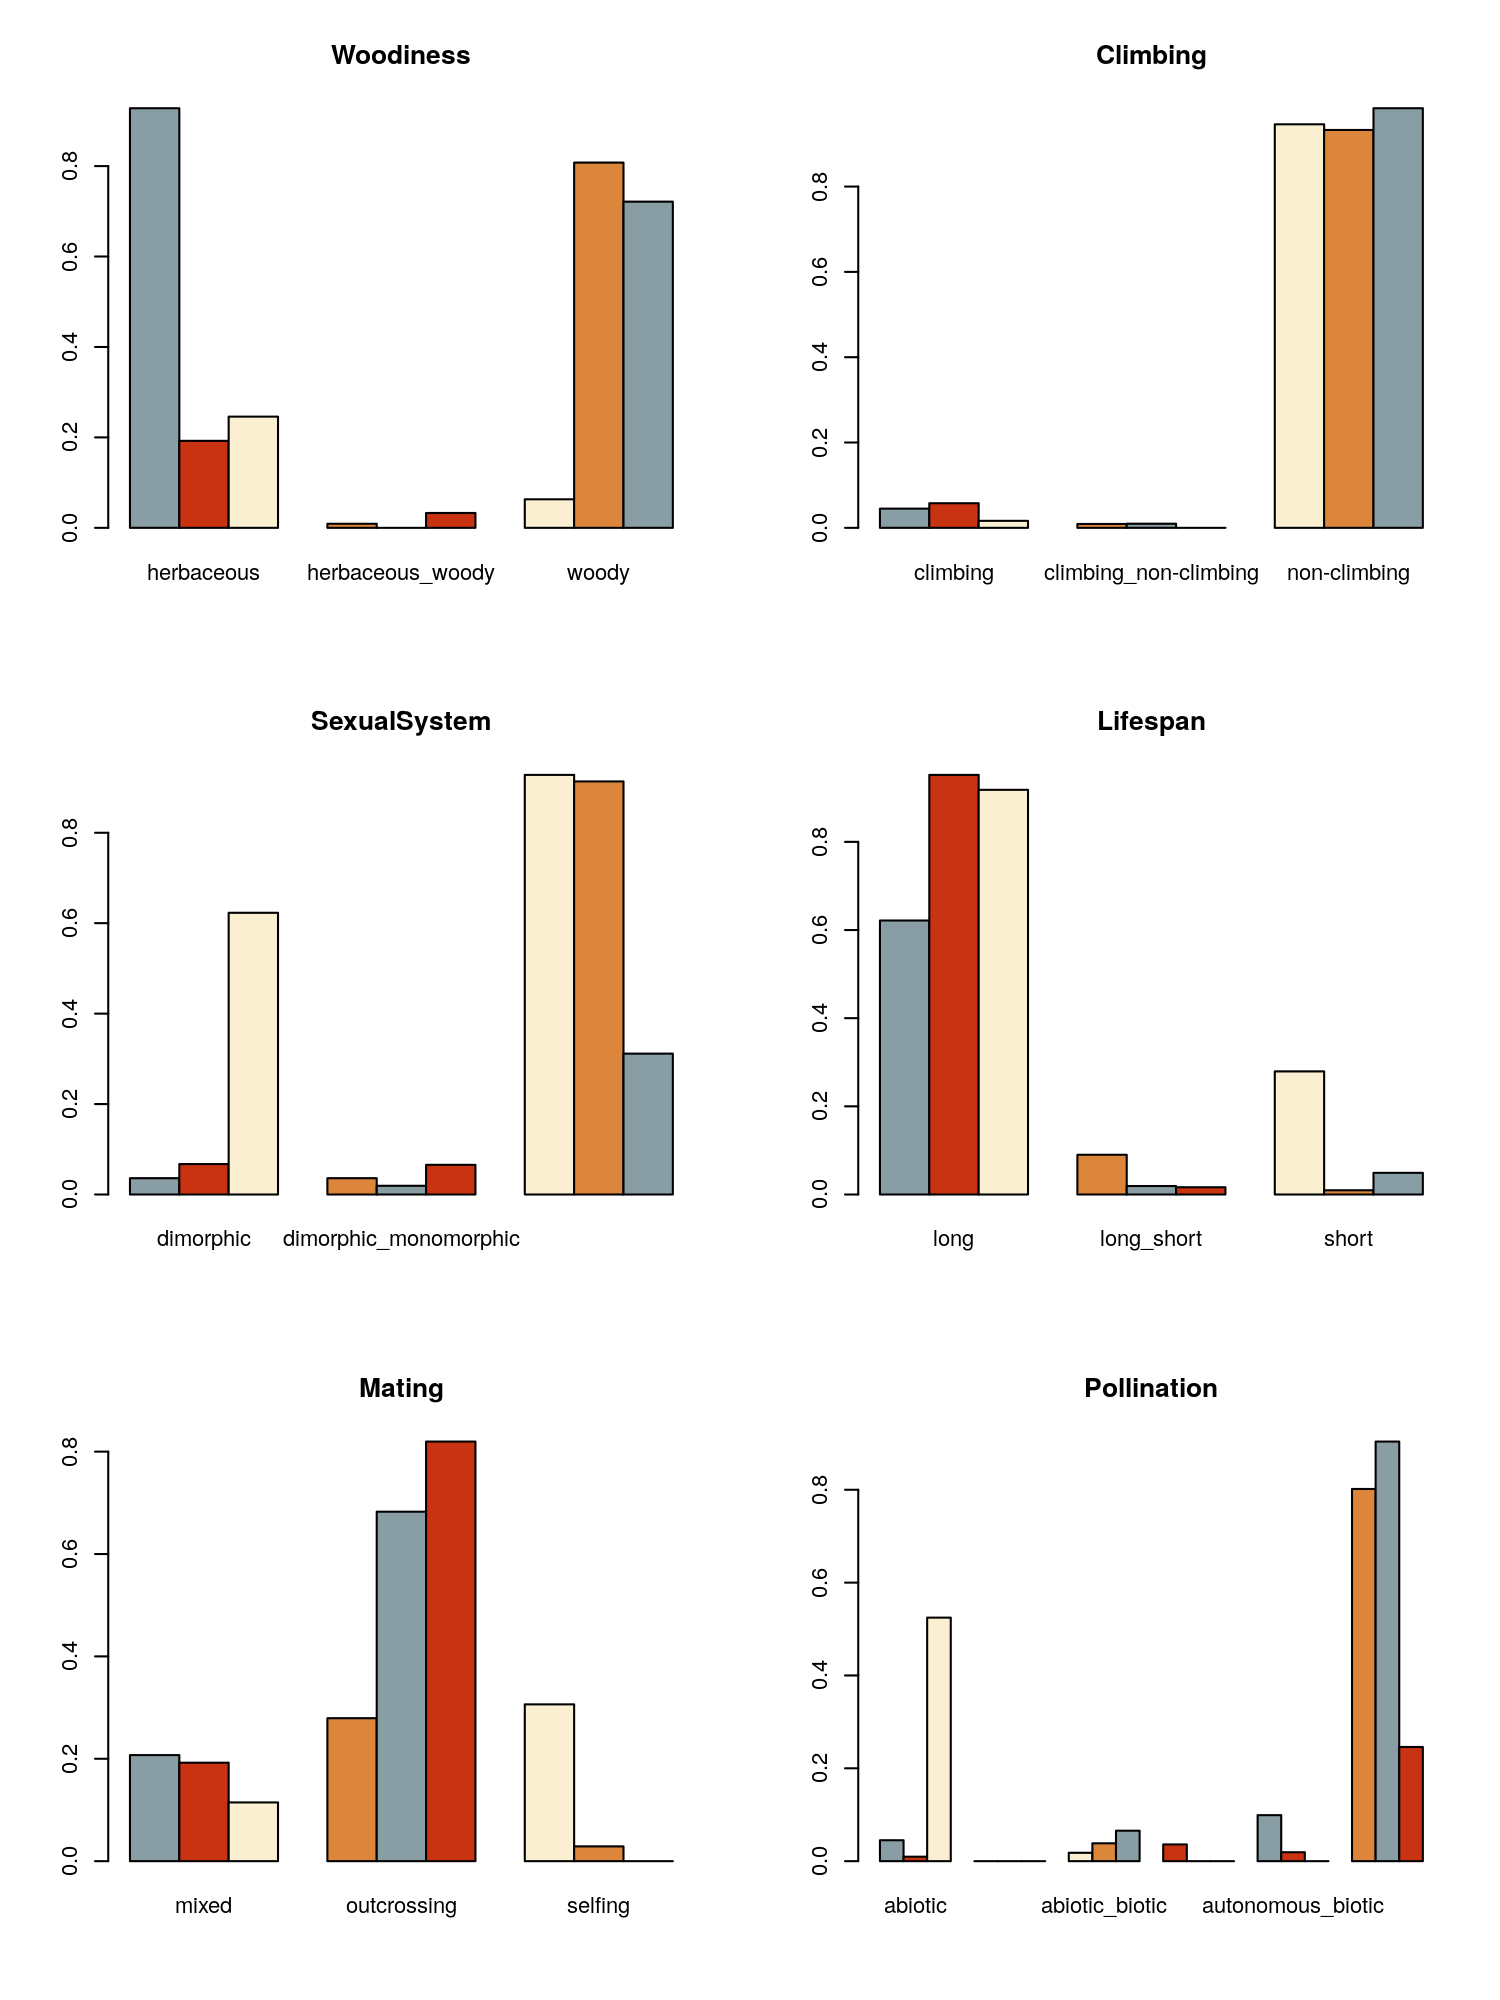 Woodiness
0.0 0.2 0.4 0.6 0.8
herbaceous herbaceous_woody woody
Climbing
0.0 0.2 0.4 0.6 0.8
climbing climbing_non-climbing non-climbing
SexualSystem
0.0 0.2 0.4 0.6 0.8
dimorphic dimorphic_monomorphic
Lifespan
0.0 0.2 0.4 0.6 0.8
long long_short short
Mating
0.0 0.2 0.4 0.6 0.8
mixed outcrossing selfing
Pollination
0.0 0.2 0.4 0.6 0.8
abiotic abiotic_biotic autonomous_biotic